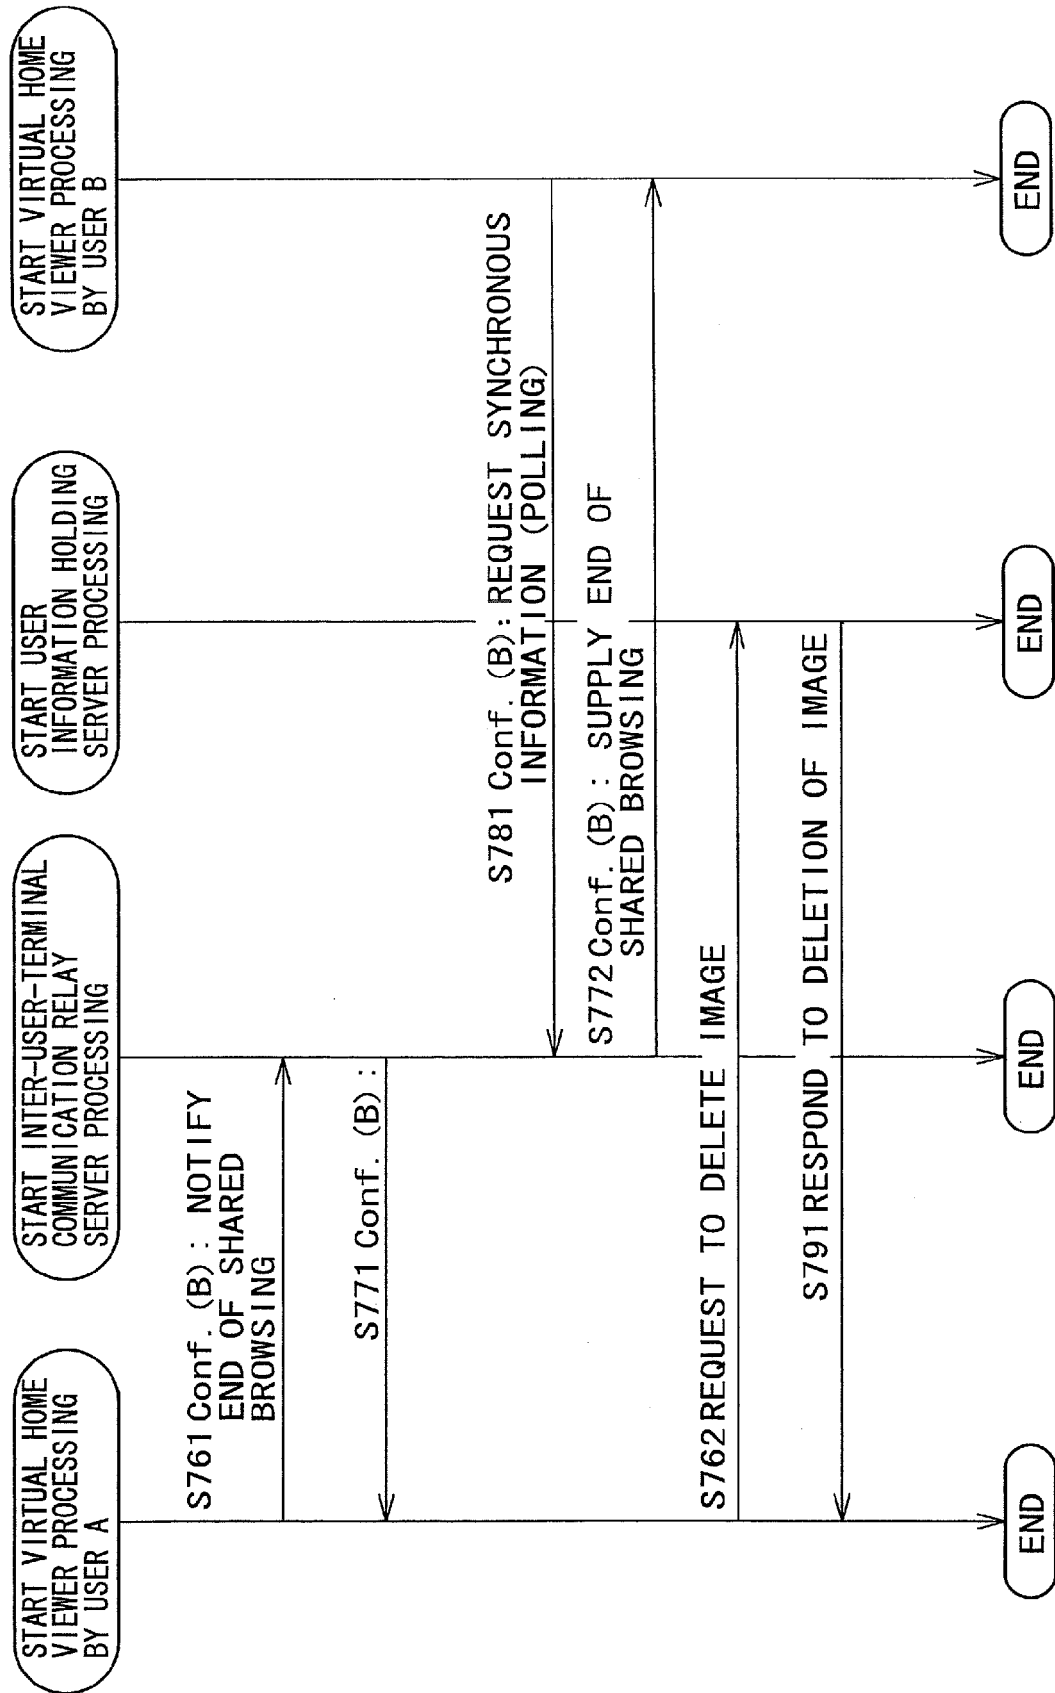 START VIRTUAL HOME
VIEWER PROCESSING
BY USER A
START INTER-USER-TERMINAL
COMMUNICATION RELAY
SERVER PROCESSING
START USER
INFORMATION HOLDING
SERVER PROCESSING
START VIRTUAL HOME
VIEWER PROCESSING
BY USER B
S761 Conf. (B): NOTIFY
END OF SHARED
BROWSING
S771 Conf. (B):
S781 Conf. (B): REQUEST SYNCHRONOUS
INFORMATION (POLLING)
S772 Conf. (B): SUPPLY END OF
SHARED BROWSING
S762 REQUEST TO DELETE IMAGE
S791 RESPOND TO DELETION OF IMAGE
END
END
END
END